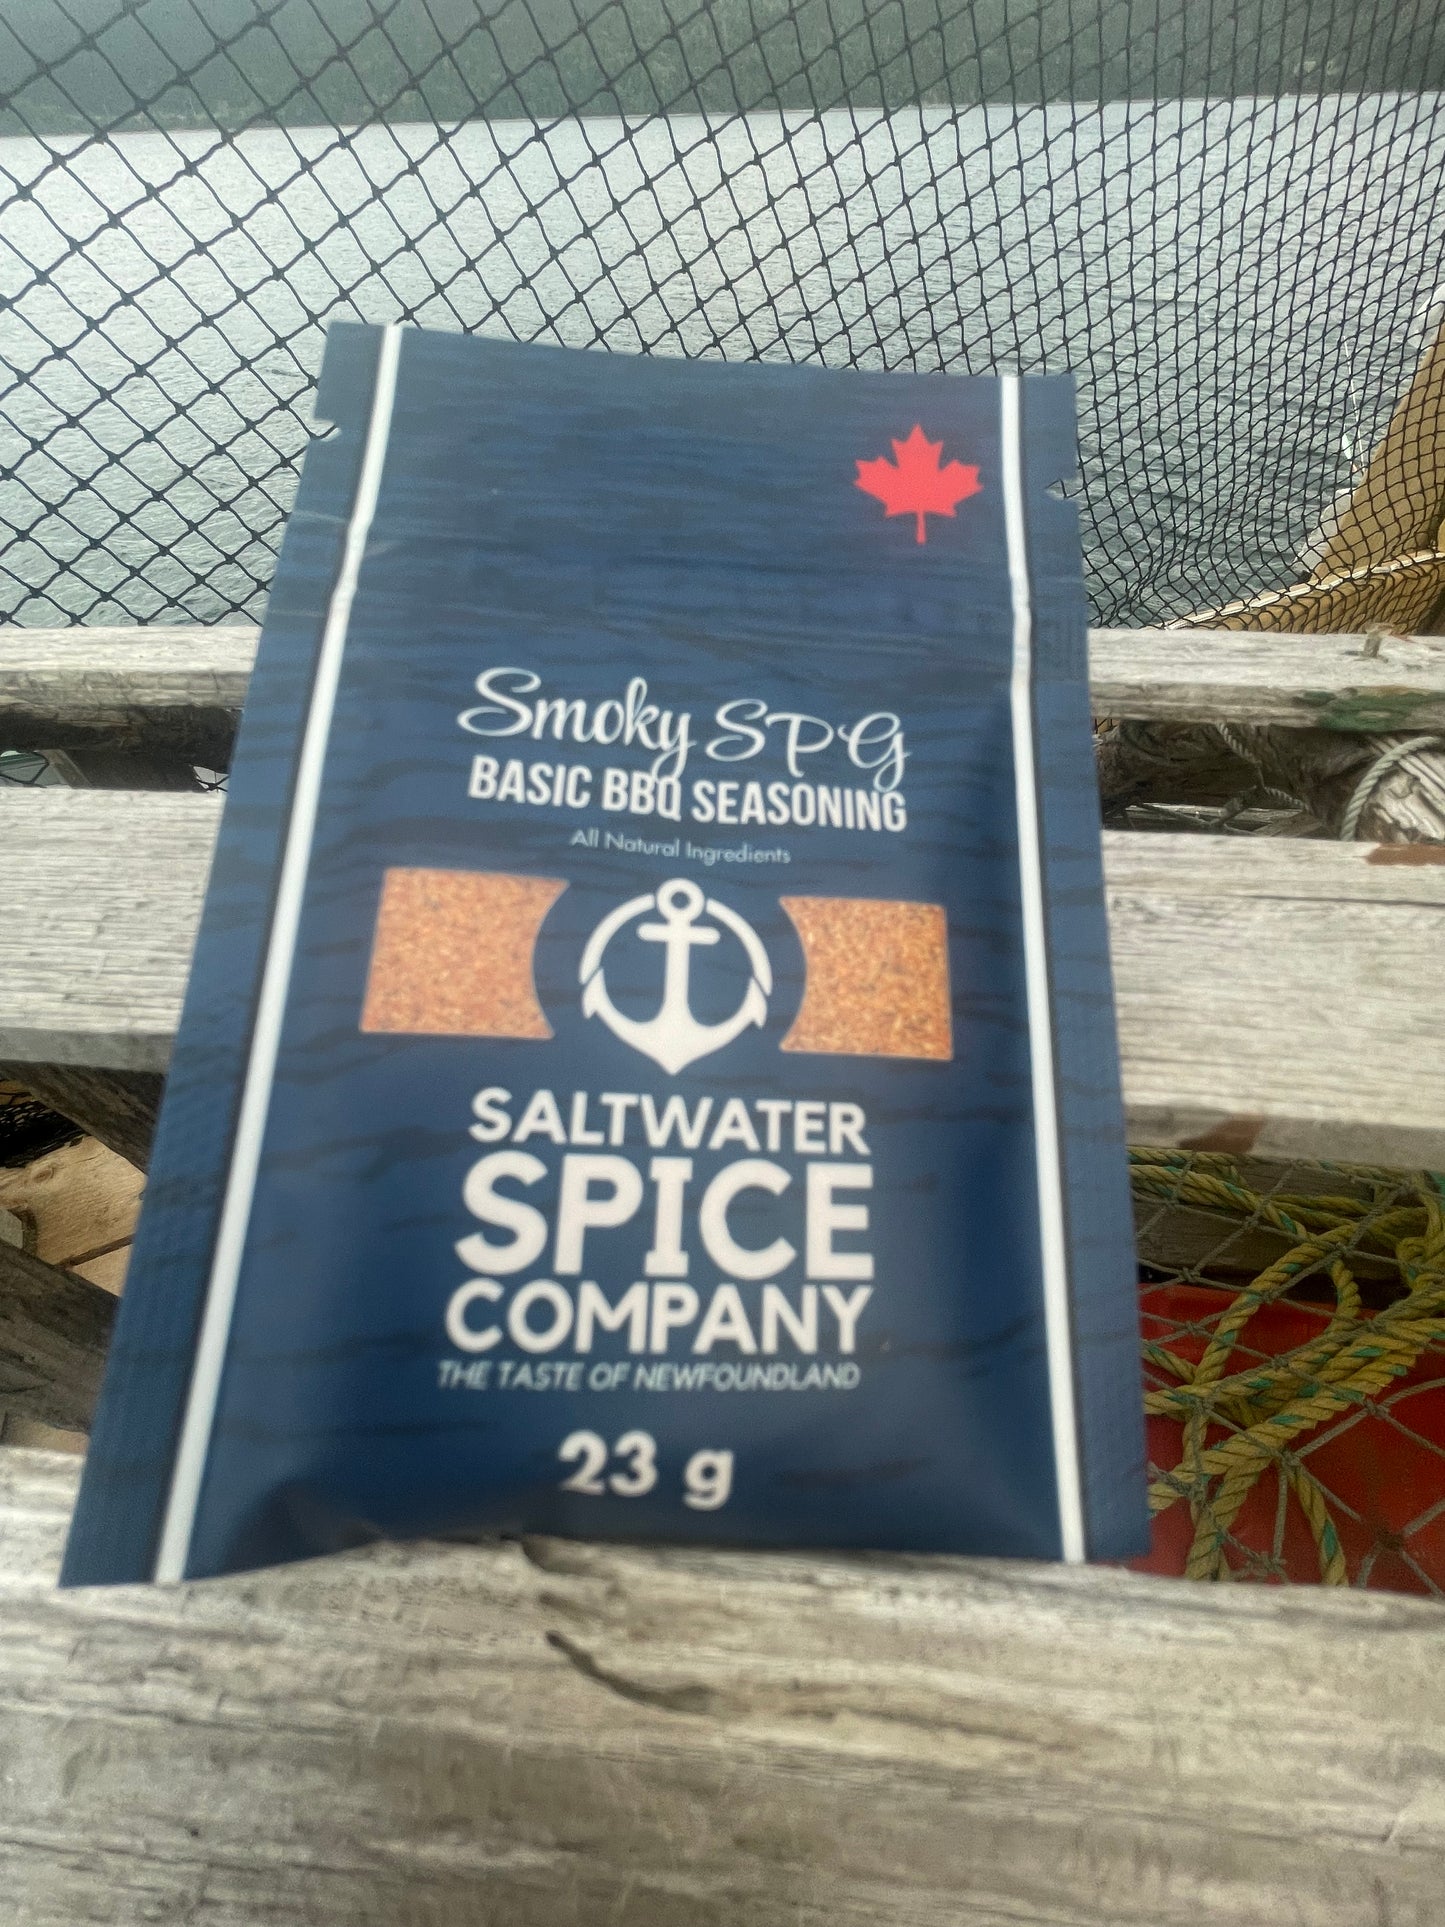 Smoky SPG
BASIC BBQ SEASONING
All Natural Ingredients
SALTWATER
SPICE
COMPANY
THE TASTE OF NEWFOUNDLAND
23 g